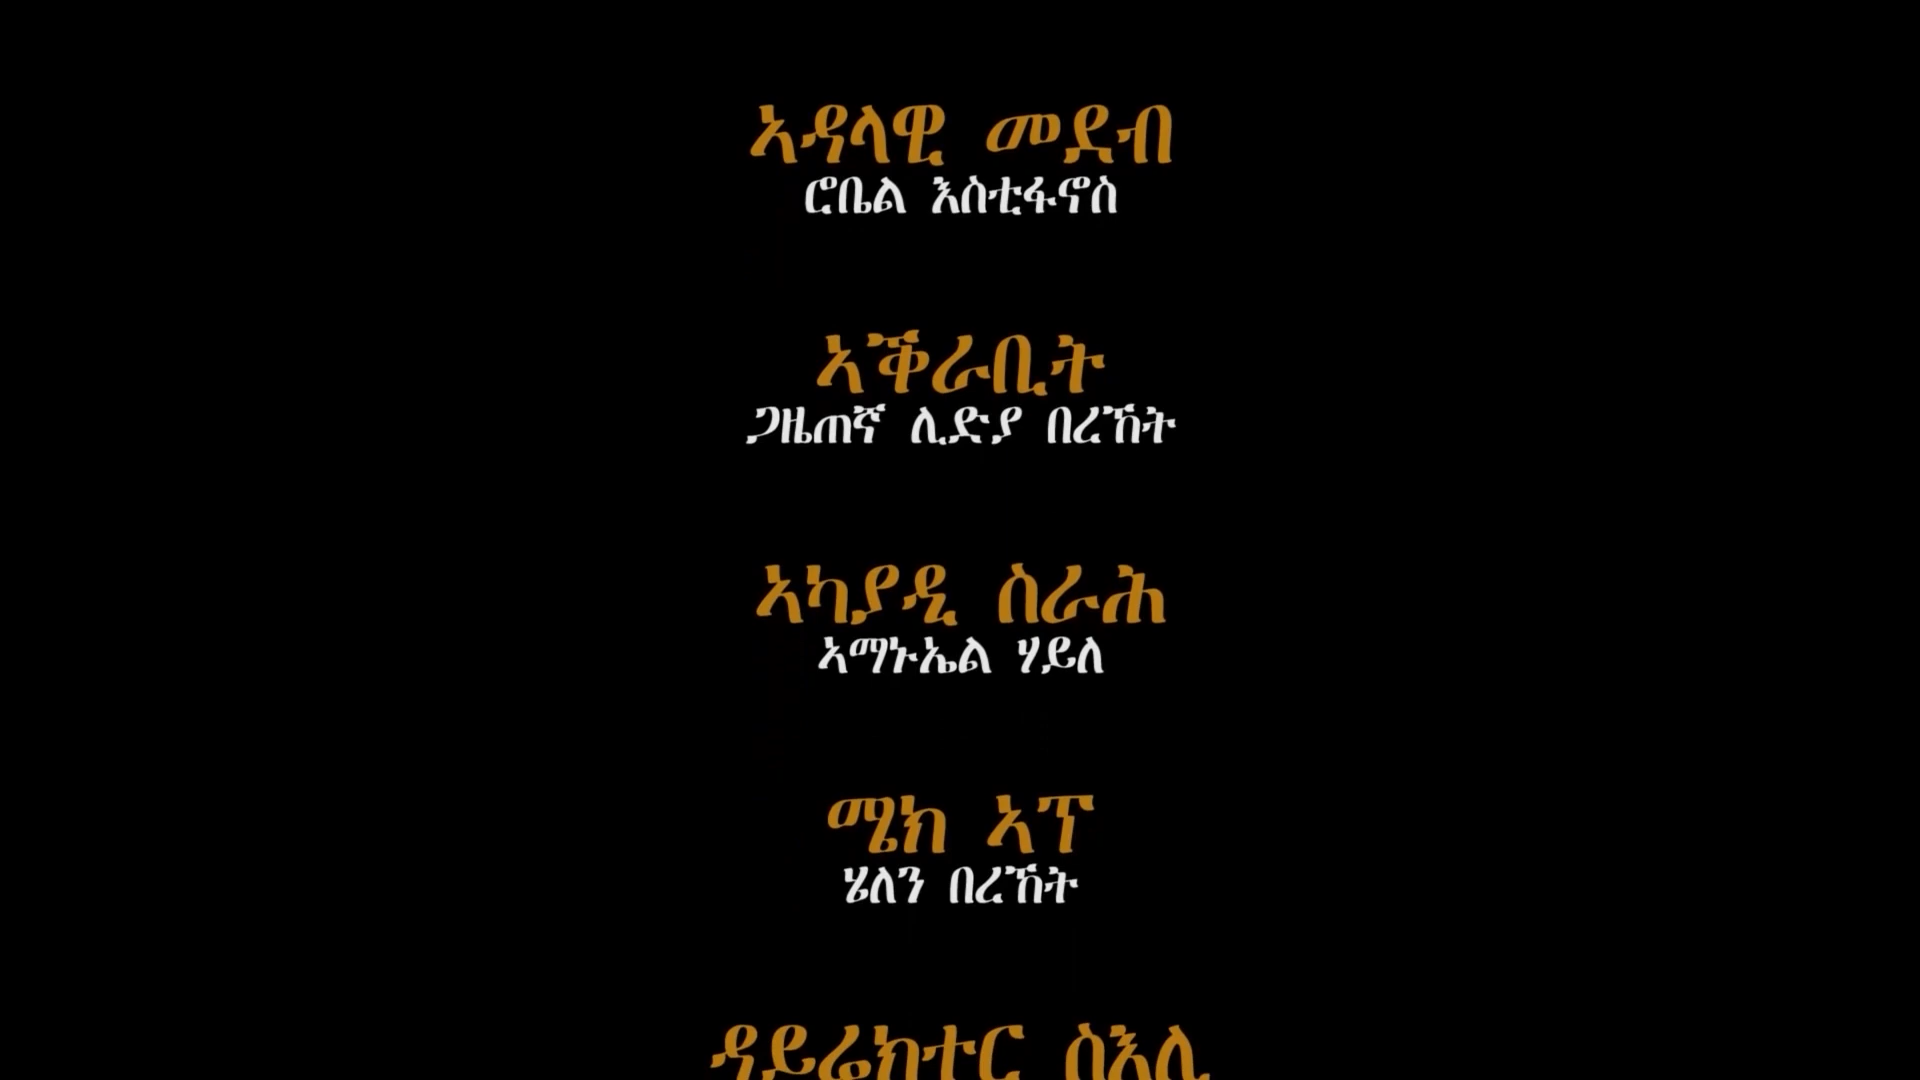 ኣዳላዊ መደብ
ሮቤል እስቲፋኖስ
ኣቕራቢት
ጋዜጠኛ ሊድያ በረኸት
ኣካያዲ ስራሕ
ኣማኑኤል ሃይለ
ሜክ ኣፕ
ሄለን በረኸት
ዳይሬክተር ስእሊ